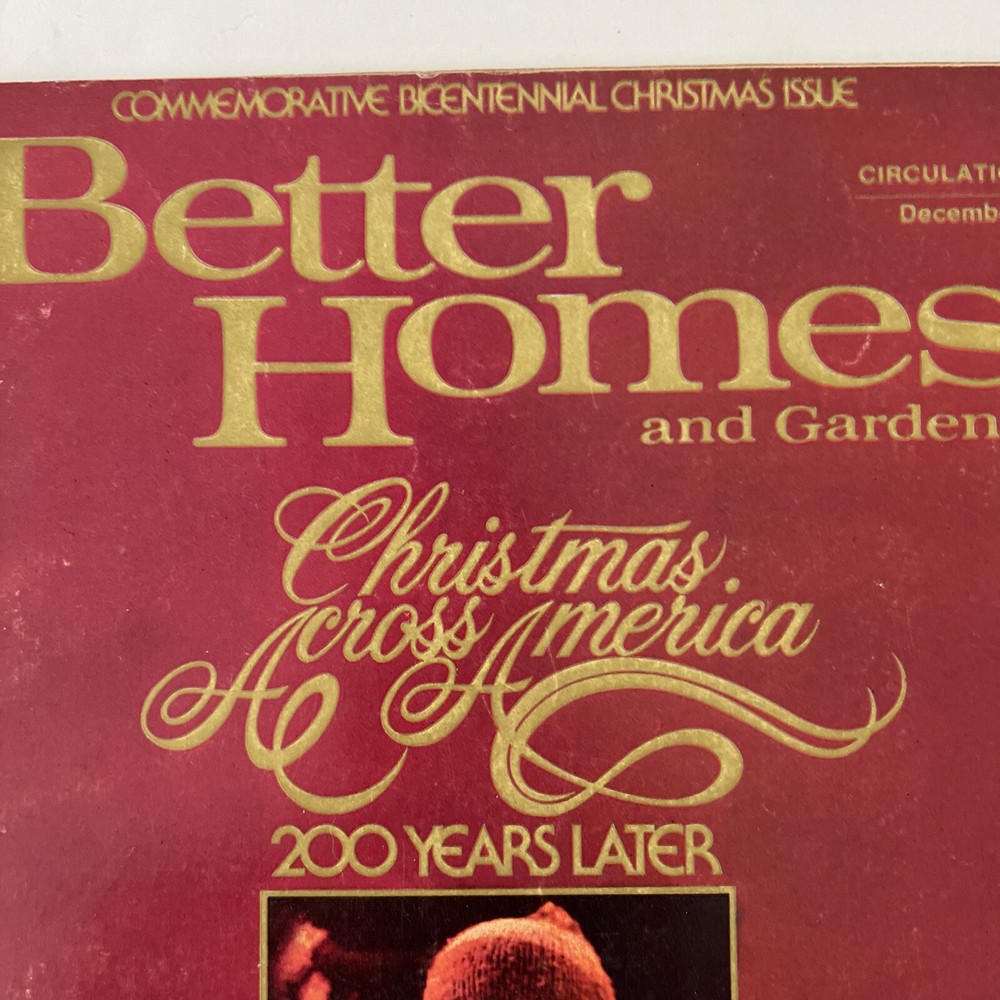 COMMEMORATIVE BICENTENNIAL CHRISTMAS ISSUE
Better
CIRCULATIO
Decemb
Homes
and Garden
Christmas
Across America
200 YEARS LATER